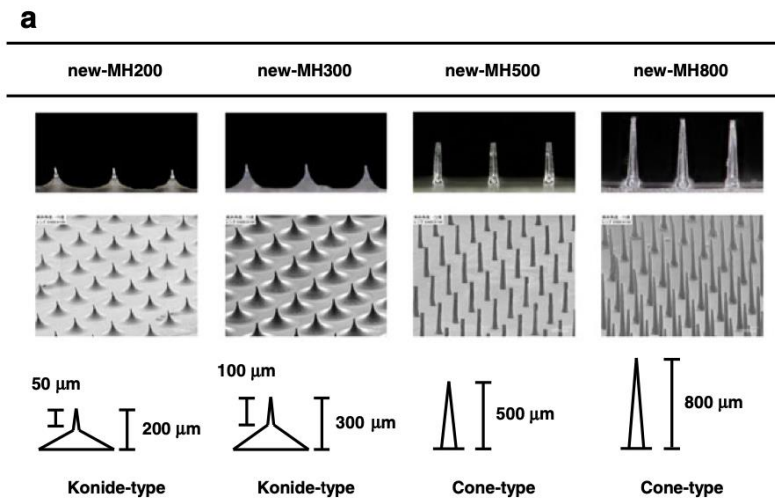 a
new-MH200 new-MH300 new-MH500 new-MH800
50 μm
200 μm
100 μm
300 μm
500 μm
800 μm
Konide-type Konide-type Cone-type Cone-type